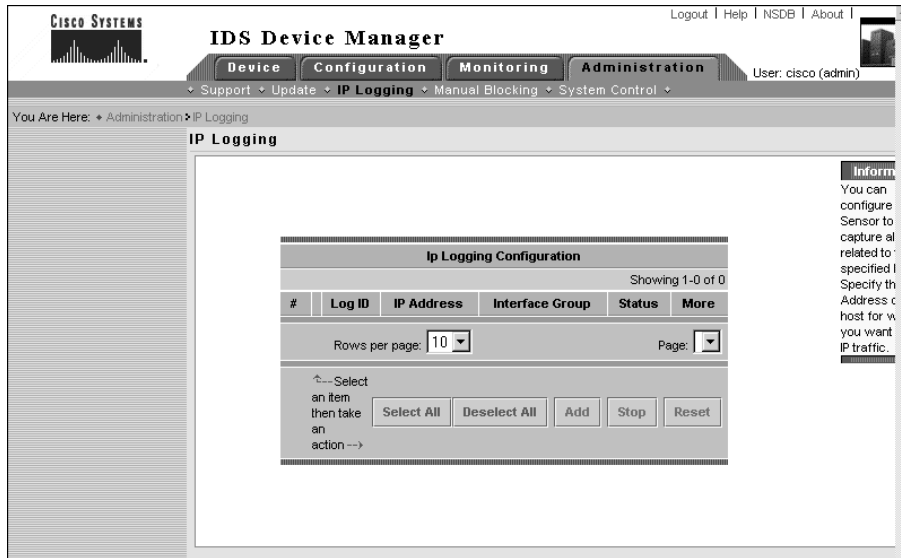 CISCO SYSTEMS
Logout | Help | NSDB | About |
IDS Device Manager
Device Configuration Monitoring Administration
User: cisco (admin)
Support Update IP Logging Manual Blocking System Control
You Are Here: Administration IP Logging
IP Logging
You can
configure
Sensor to
capture
related to
specified
Specify
Address
host for
you want
IP traffic.
Ip Logging Configuration
Showing 1-0 of 0
# Log ID IP Address Interface Group Status More
Rows per page: 10 Page:
---Select
an item
then take
an
action --->
Select All Deselect All Add Stop Reset